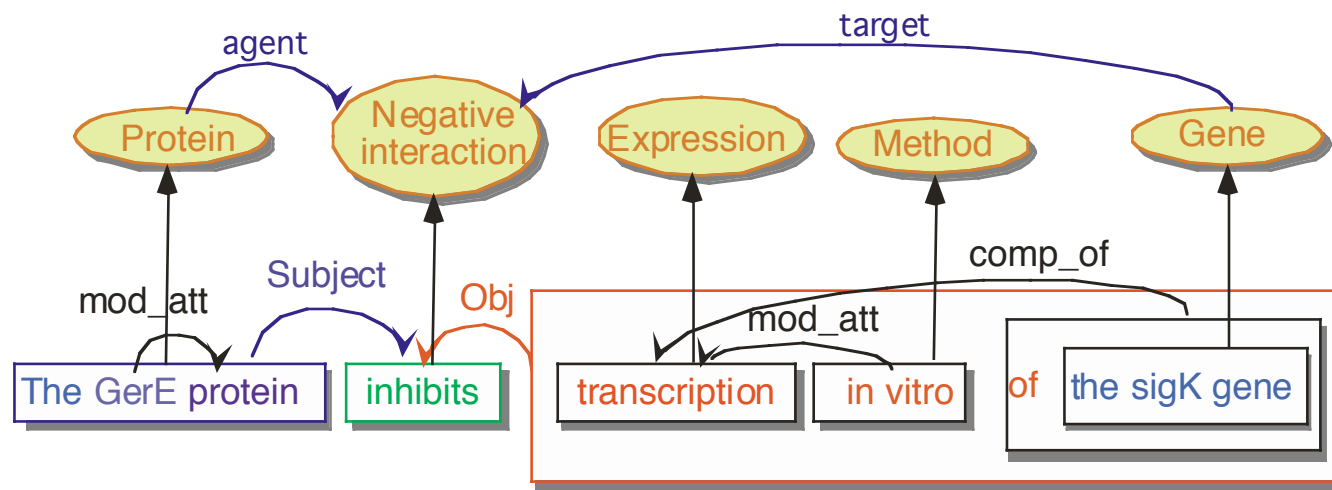 agent
target
Protein
Negative
interaction
Expression
Method
Gene
mod_att
Subject
Obj
mod_att
comp_of
The GerE protein
inhibits
transcription
in vitro
of
the sigK gene